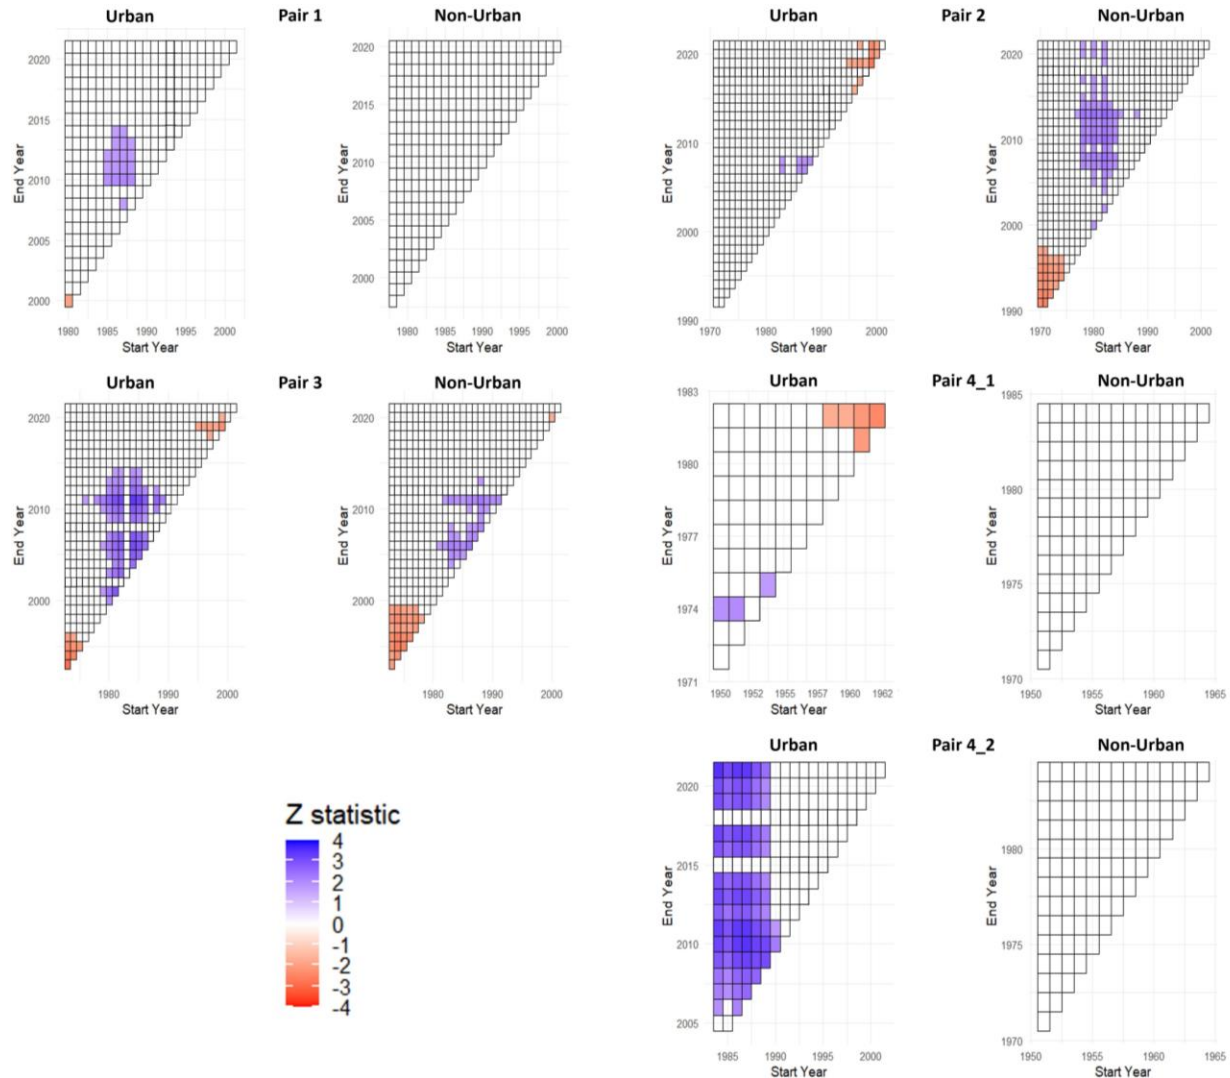 Urban Pair 1 Non-Urban
End Year
2020
2015
2010
2005
2000
1980 1985 1990 1995 2000
Start Year
End Year
2020
2015
2010
2005
2000
1980 1985 1990 1995 2000
Start Year
Urban Pair 2 Non-Urban
End Year
2020
2010
2000
1990
1970 1980 1990 2000
Start Year
End Year
2020
2010
2000
1990
1970 1980 1990 2000
Start Year
Urban Pair 3 Non-Urban
End Year
2020
2010
2000
1980 1990 2000
Start Year
End Year
2020
2010
2000
1980 1990 2000
Start Year
Urban Pair 4_1 Non-Urban
End Year
1983
1980
1977
1974
1971
1950 1952 1955 1957 1960 1962
Start Year
End Year
1985
1980
1975
1970
1950 1955 1960 1965
Start Year
Urban Pair 4_2 Non-Urban
End Year
2020
2015
2010
2005
1985 1990 1995 2000
Start Year
End Year
1980
1975
1970
1950 1955 1960 1965
Start Year
Z statistic
4
3
2
1
0
-1
-2
-3
-4